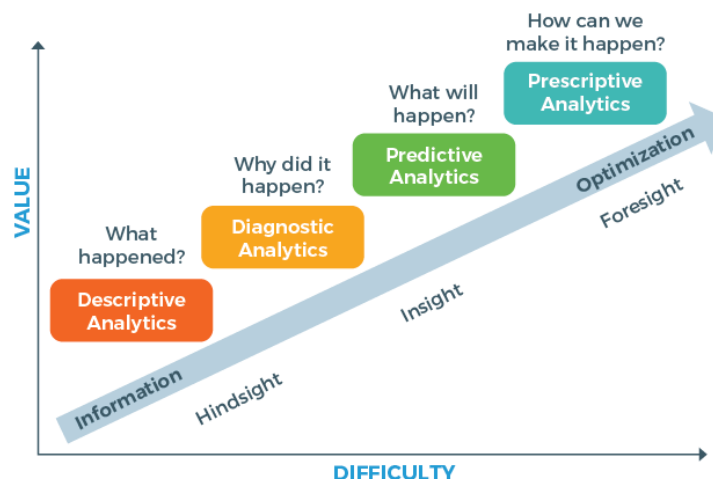 How can we
make it happen?
Prescriptive
Analytics
What will
happen?
Predictive
Analytics
Why did it
happen?
Diagnostic
Analytics
What
happened?
Descriptive
Analytics
Optimization
Foresight
Insight
Information
Hindsight
VALUE
DIFFICULTY